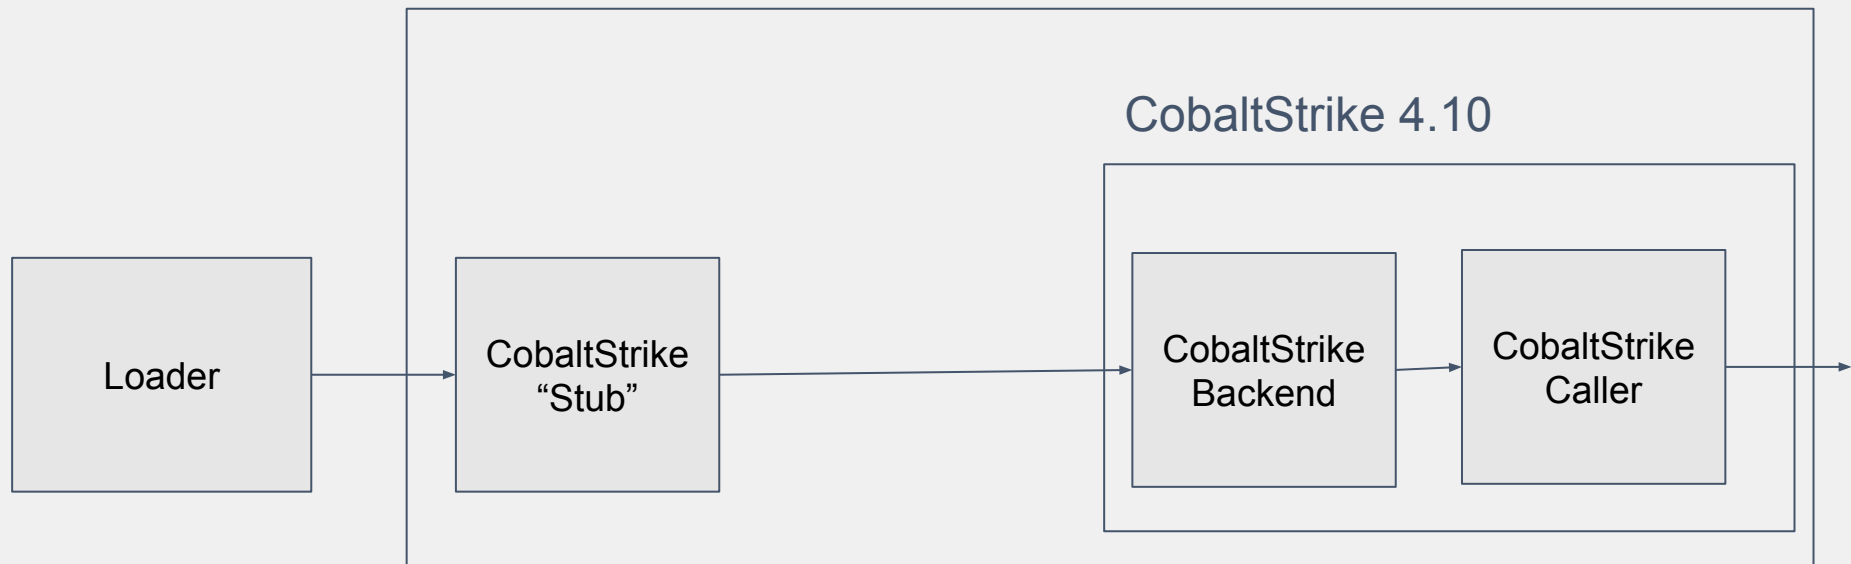 CobaltStrike 4.10
Loader
CobaltStrike
“Stub”
CobaltStrike
Backend
CobaltStrike
Caller